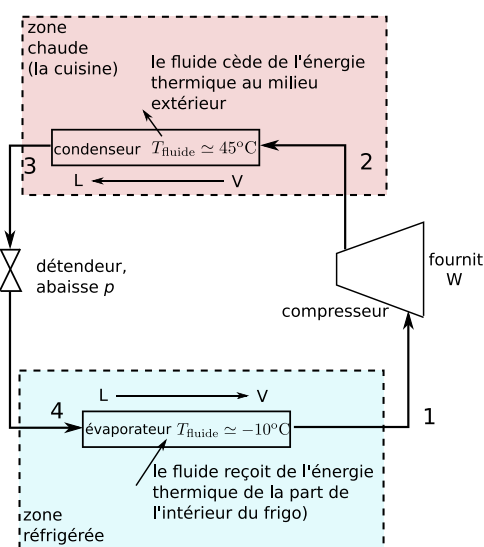 zone
chaude
(la cuisine)
le fluide cède de l'énergie
thermique au milieu
extérieur
condenseur T_fluide ≃ 45°C
3
2
L V
détendeur,
abaisse p
fournit
W
compresseur
L V
4
1
évaporateur T_fluide ≃ −10°C
le fluide reçoit de l'énergie
thermique de la part de
l'intérieur du frigo)
zone
réfrigérée